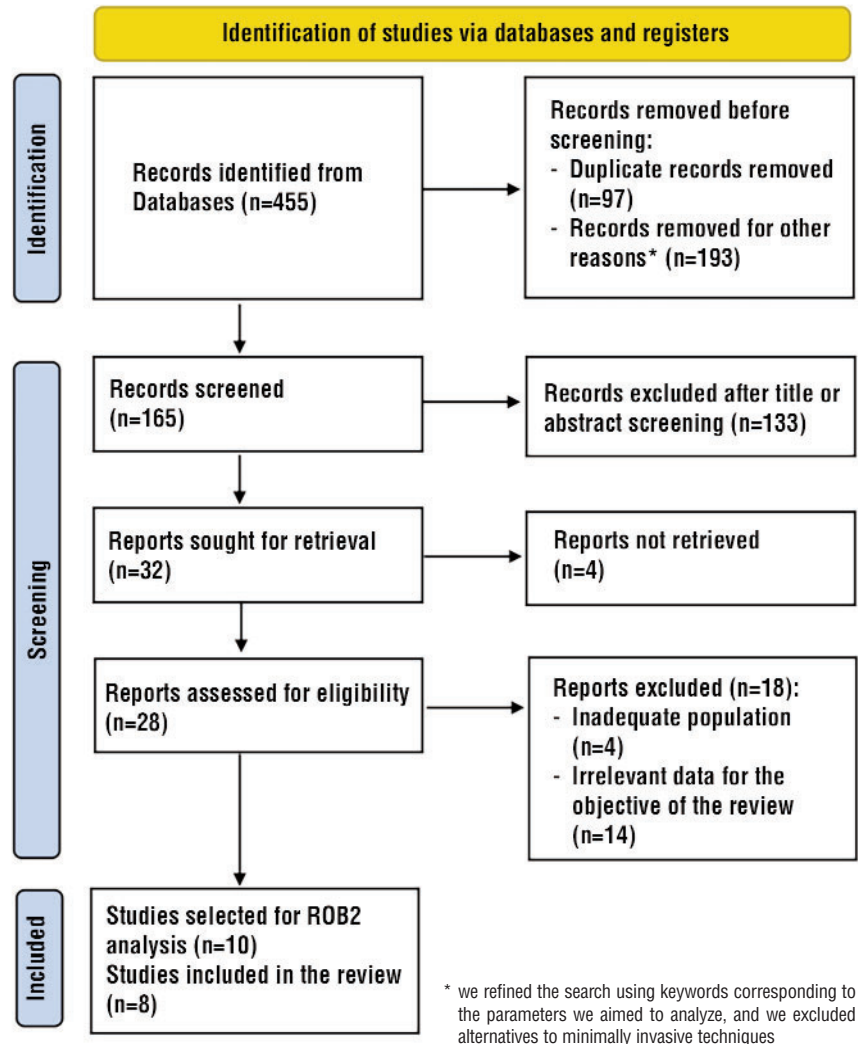 Identification of studies via databases and registers
Identification
Records identified from
Databases (n=455)
Records removed before
screening:
- Duplicate records removed
(n=97)
- Records removed for other
reasons* (n=193)
Screening
Records screened
(n=165)
Records excluded after title or
abstract screening (n=133)
Reports sought for retrieval
(n=32)
Reports not retrieved
(n=4)
Reports assessed for eligibility
(n=28)
Reports excluded (n=18):
- Inadequate population
(n=4)
- Irrelevant data for the
objective of the review
(n=14)
Included
Studies selected for ROB2
analysis (n=10)
Studies included in the review
(n=8)
* we refined the search using keywords corresponding to
the parameters we aimed to analyze, and we excluded
alternatives to minimally invasive techniques